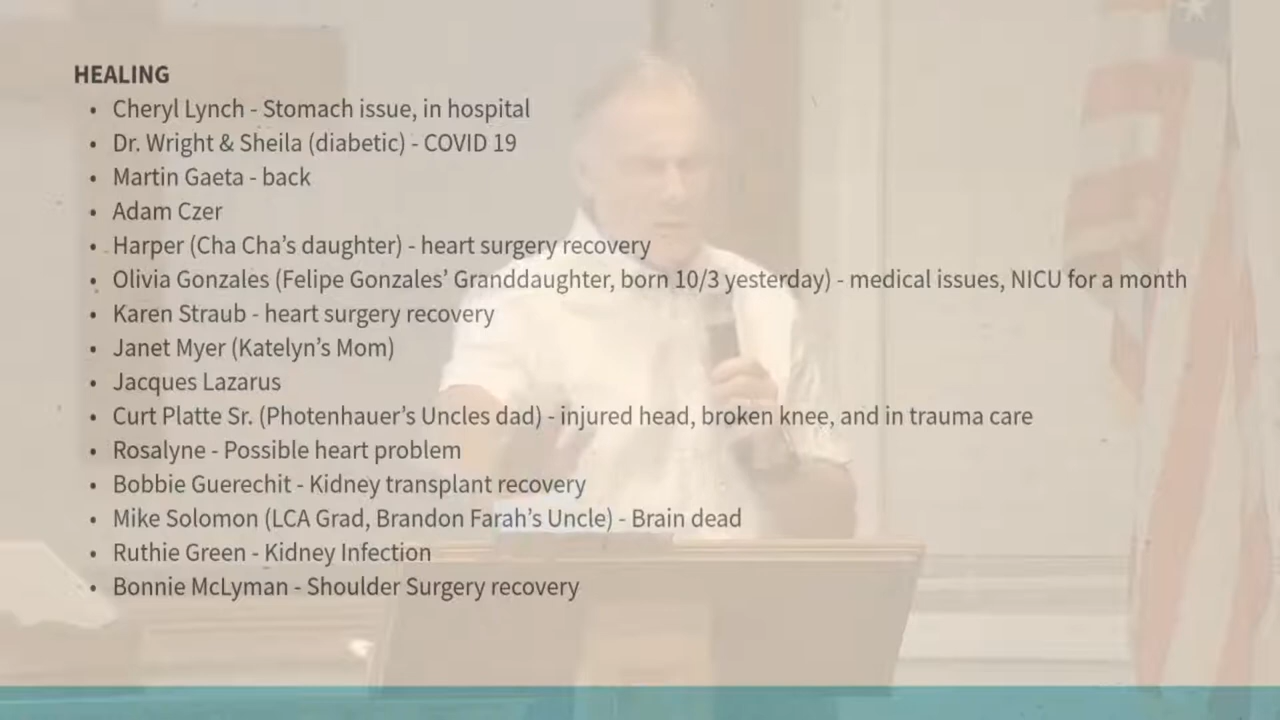 HEALING
• Cheryl Lynch - Stomach issue, in hospital
• Dr. Wright & Sheila (diabetic) - COVID 19
• Martin Gaeta - back
• Adam Czer
• Harper (Cha Cha’s daughter) - heart surgery recovery
• Olivia Gonzales (Felipe Gonzales’ Granddaughter, born 10/3 yesterday) - medical issues, NICU for a month
• Karen Straub - heart surgery recovery
• Janet Myer (Katelyn’s Mom)
• Jacques Lazarus
• Curt Platte Sr. (Photenhauer’s Uncles dad) - injured head, broken knee, and in trauma care
• Rosalyne - Possible heart problem
• Bobbie Guerechit - Kidney transplant recovery
• Mike Solomon (LCA Grad, Brandon Farah’s Uncle) - Brain dead
• Ruthie Green - Kidney Infection
• Bonnie McLyman - Shoulder Surgery recovery